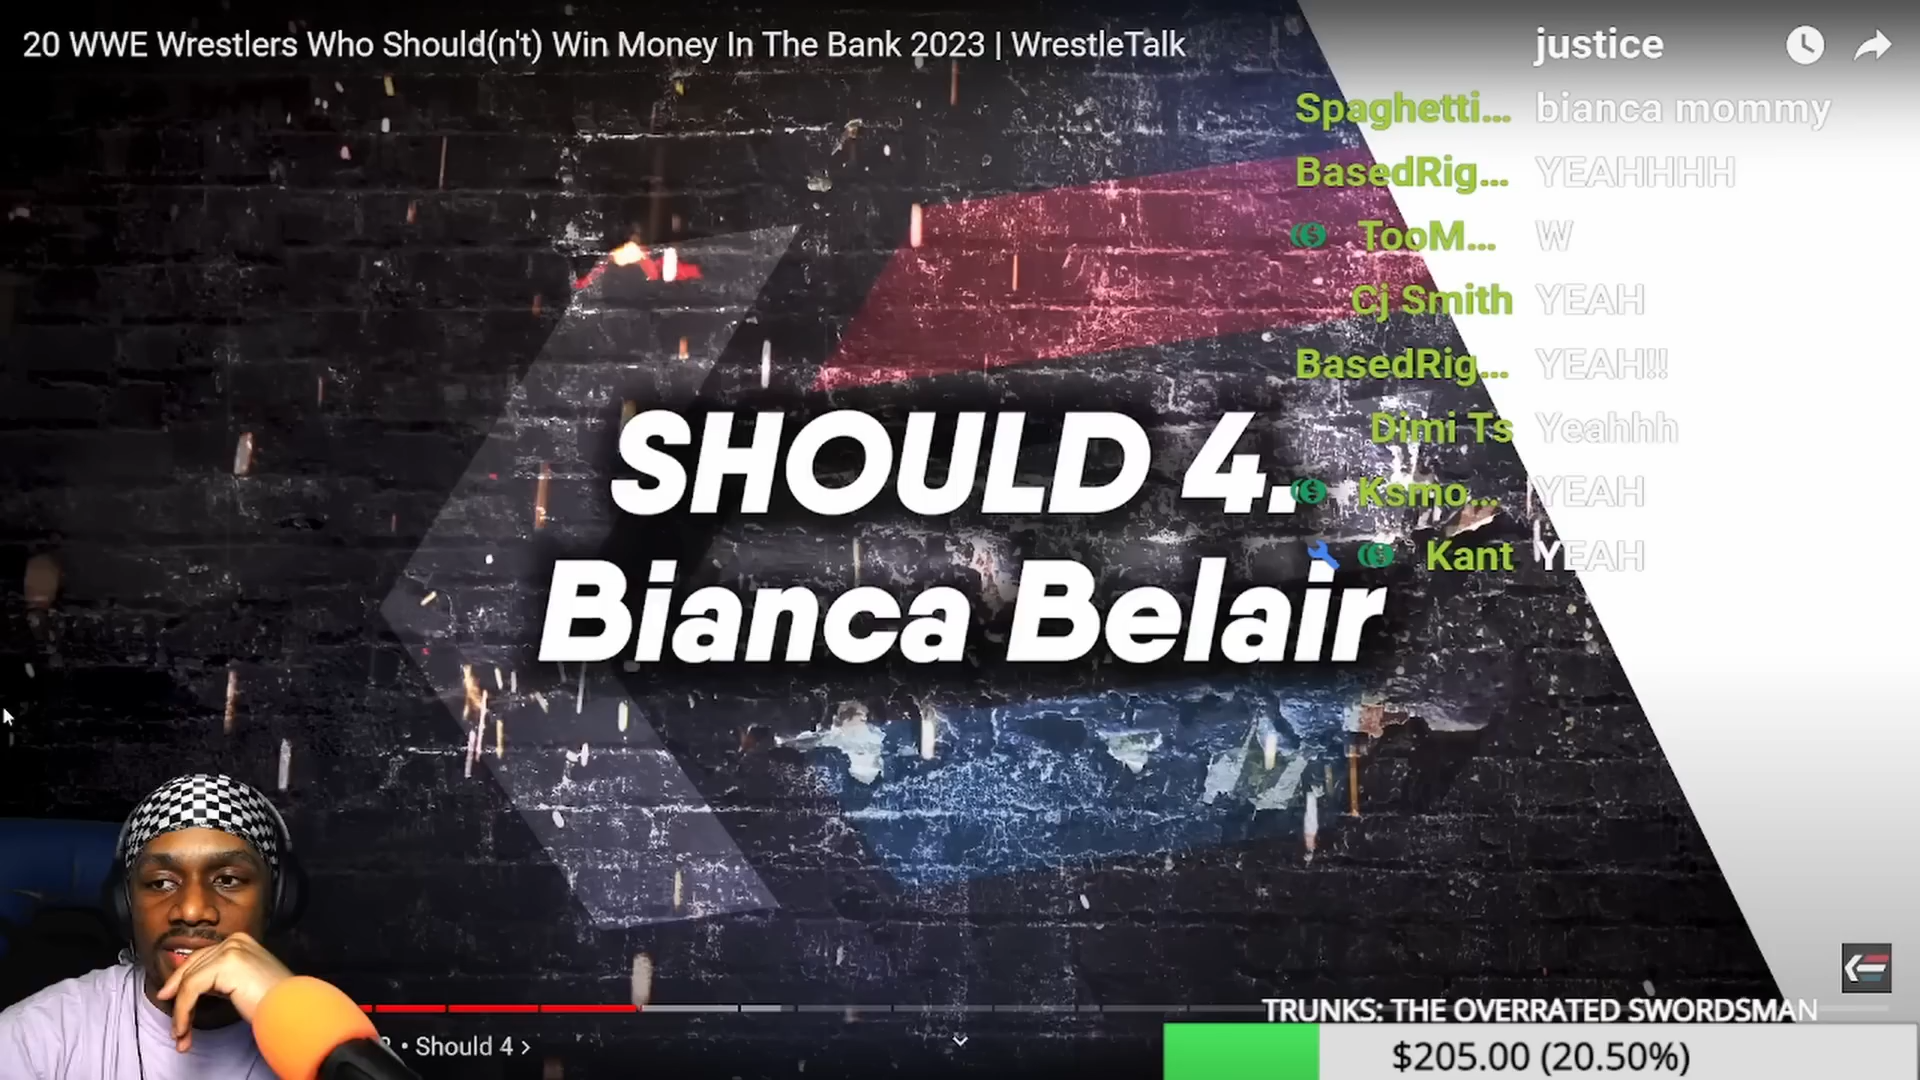 20 WWE Wrestlers Who Should(n't) Win Money In The Bank 2023 | WrestleTalk
justice
Spaghetti... bianca mommy
BasedRig... YEAHHHH
TooM... W
Cj Smith YEAH
BasedRig... YEAH!!
Dimi Ts Yeahhh
Ksmo... YEAH
Kant YEAH
SHOULD 4.
Bianca Belair
TRUNKS: THE OVERRATED SWORDSMAN
• Should 4 >
$205.00 (20.50%)